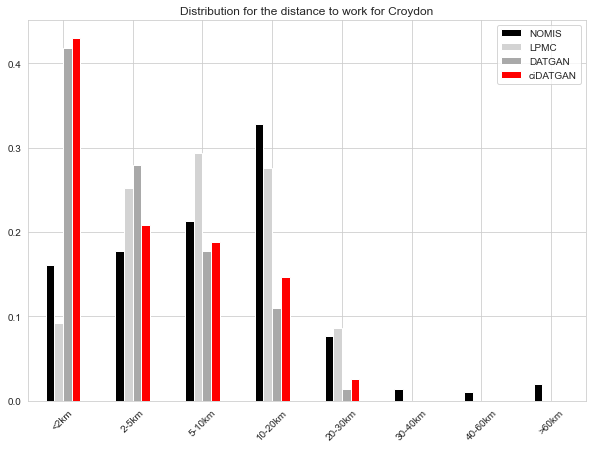 Distribution for the distance to work for Croydon
NOMIS
LPMC
DATGAN
ciDATGAN
0.4
0.3
0.2
0.1
0.0
<2km
2-5km
5-10km
10-20km
20-30km
30-40km
40-60km
>60km